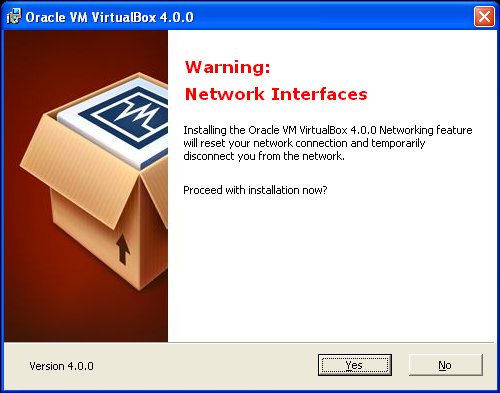 Oracle VM VirtualBox 4.0.0
Warning:
Network Interfaces
Installing the Oracle VM VirtualBox 4.0.0 Networking feature
will reset your network connection and temporarily
disconnect you from the network.
Proceed with installation now?
Version 4.0.0
Yes
No